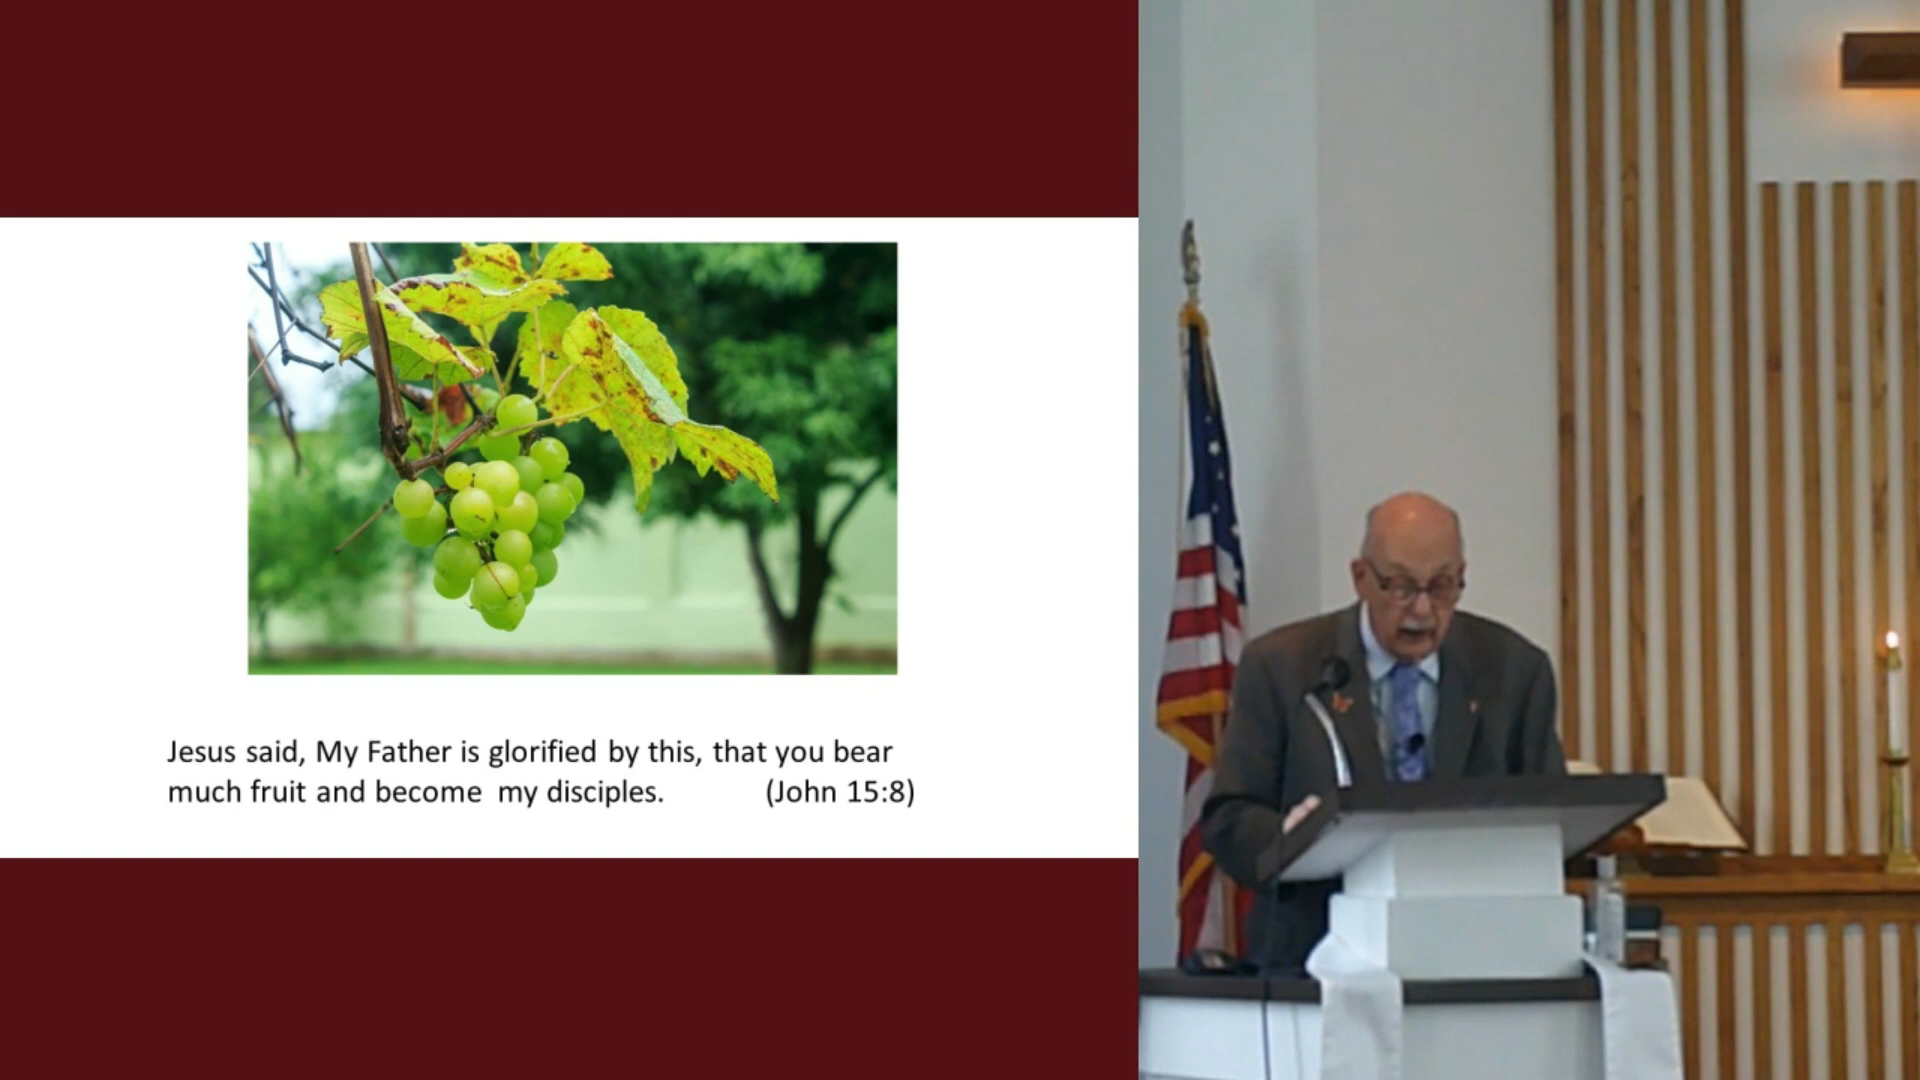 Jesus said, My Father is glorified by this, that you bear
much fruit and become my disciples. (John 15:8)